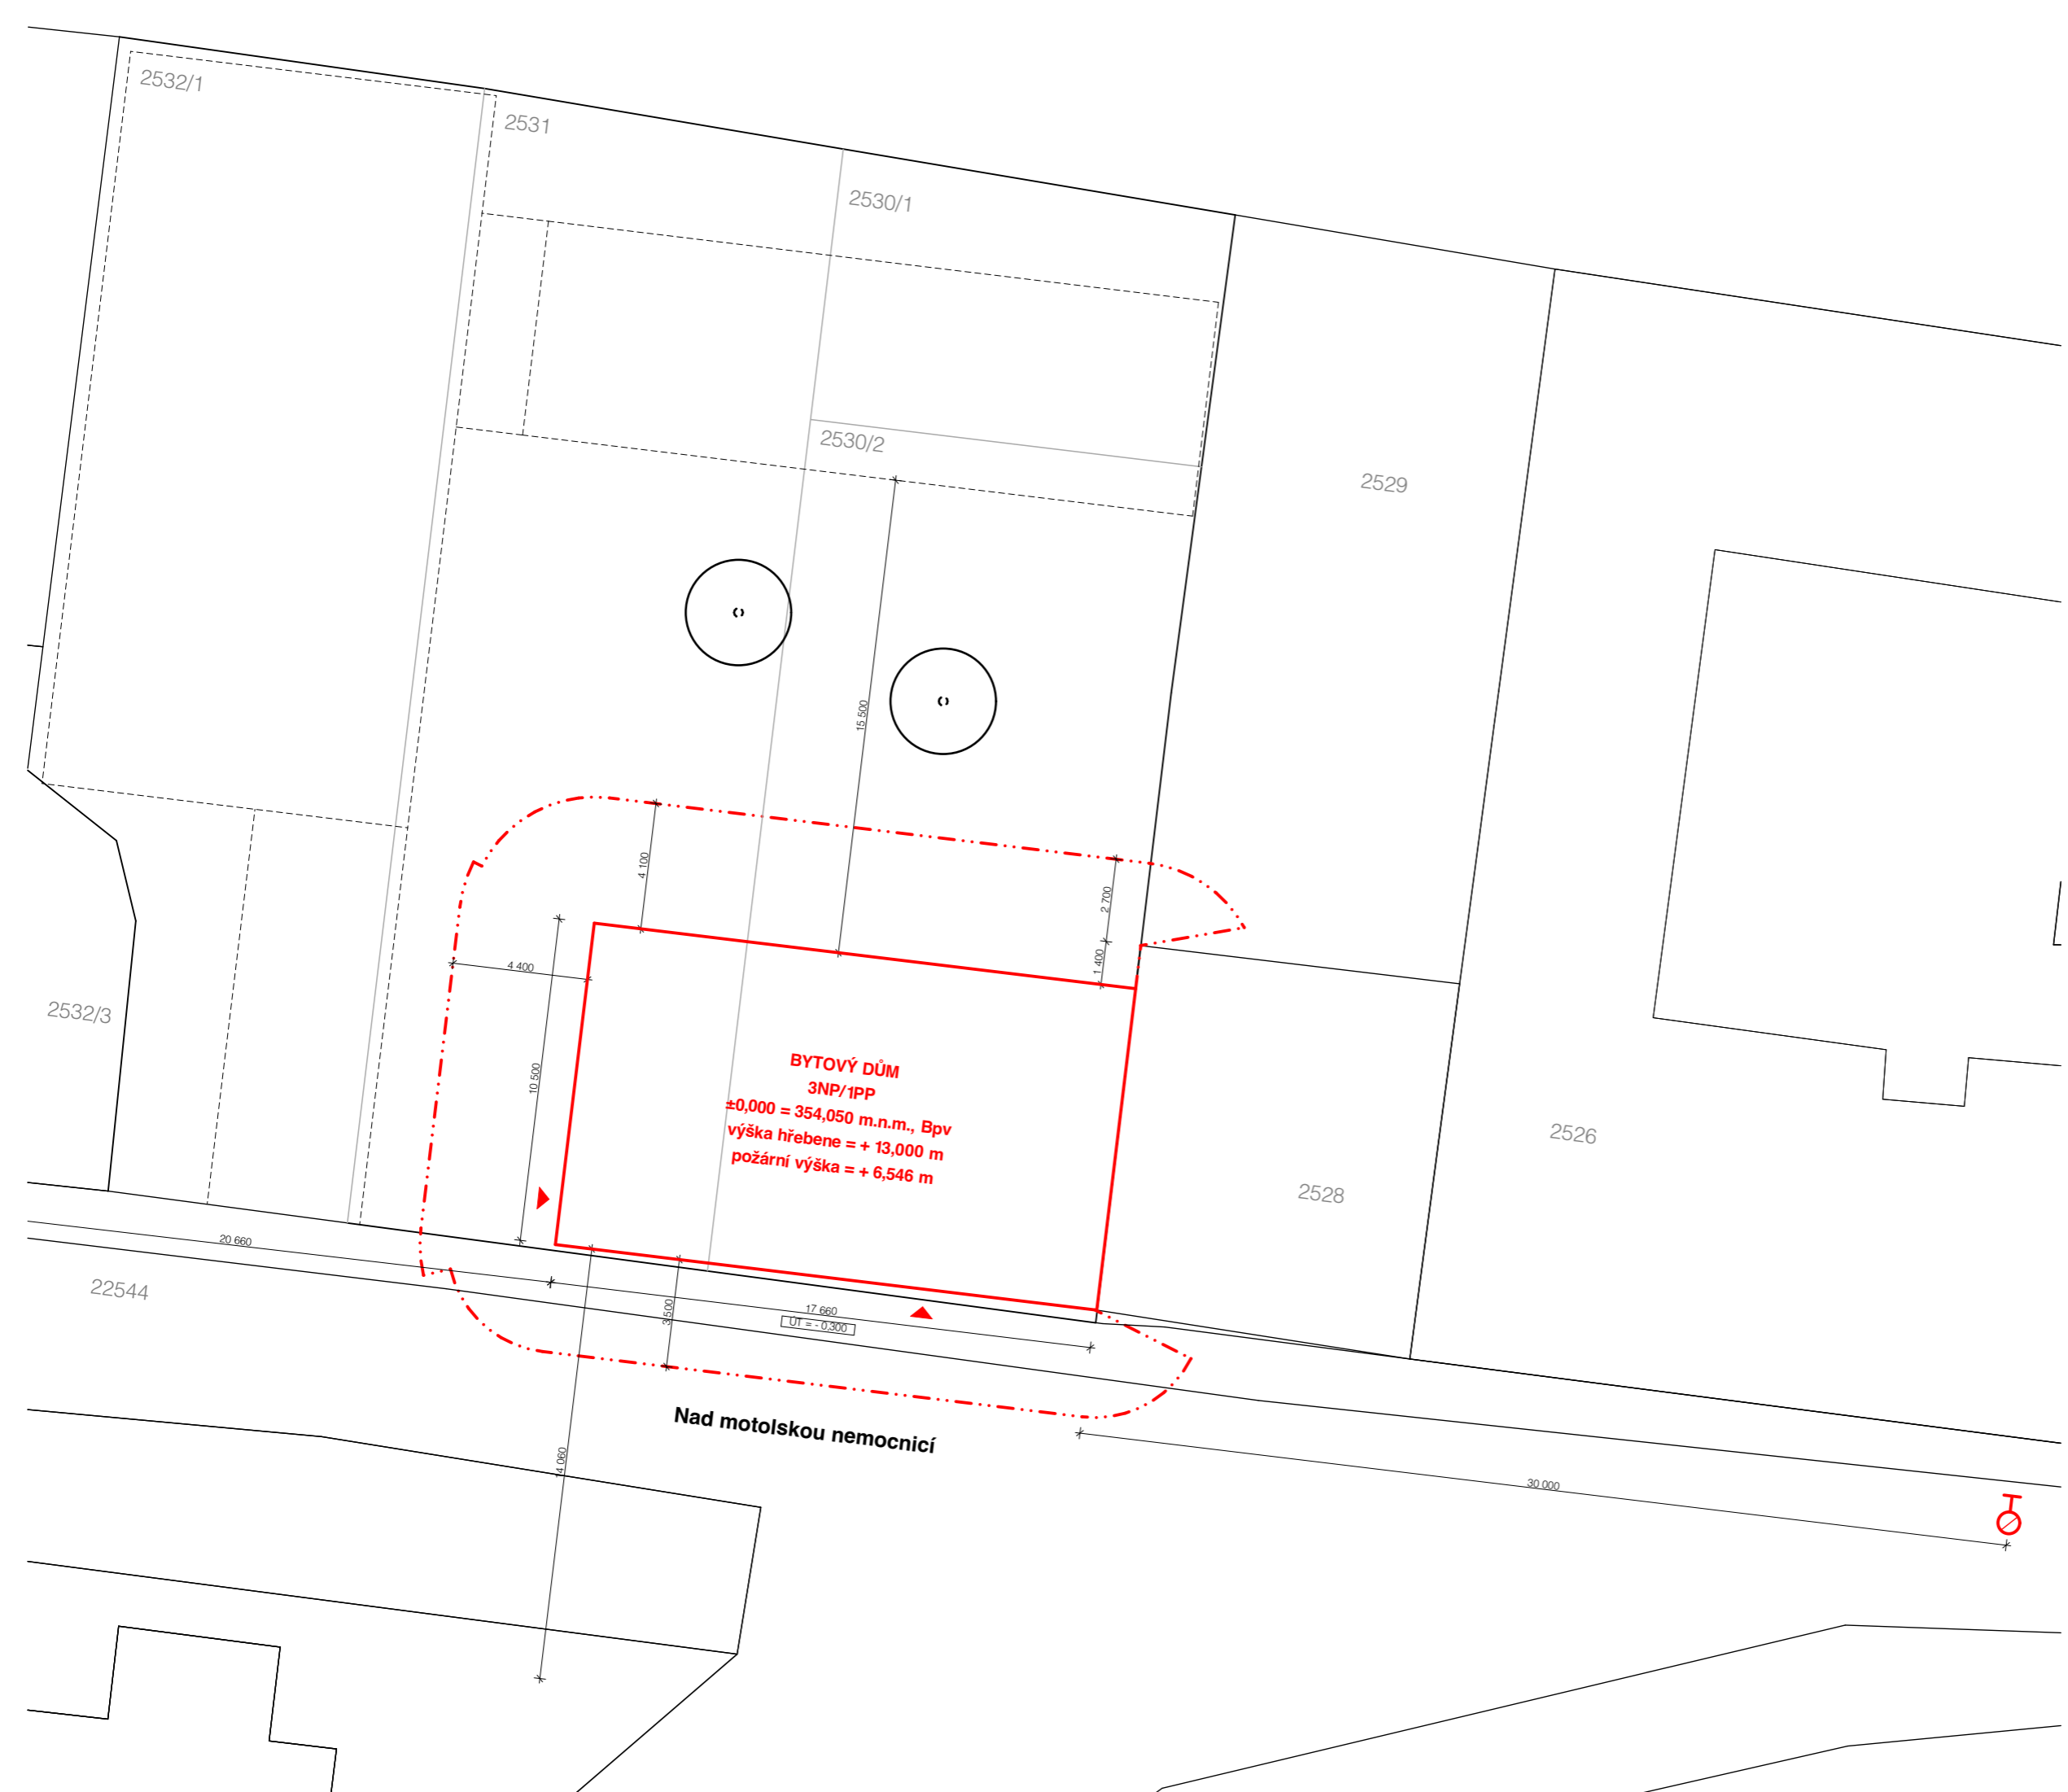 2532/1
2531
2530/1
2530/2
2529
15 500
4 100
2 700
1 400
4 400
2532/3
10 500
BYTOVÝ DŮM
3NP/1PP
±0,000 = 354,050 m.n.m., Bpv
výška hřebene = + 13,000 m
požární výška = + 6,546 m
2526
2528
20 660
22544
3 500
17 660
ÚT = - 0,300
Nad motolskou nemocnicí
14 060
30 000